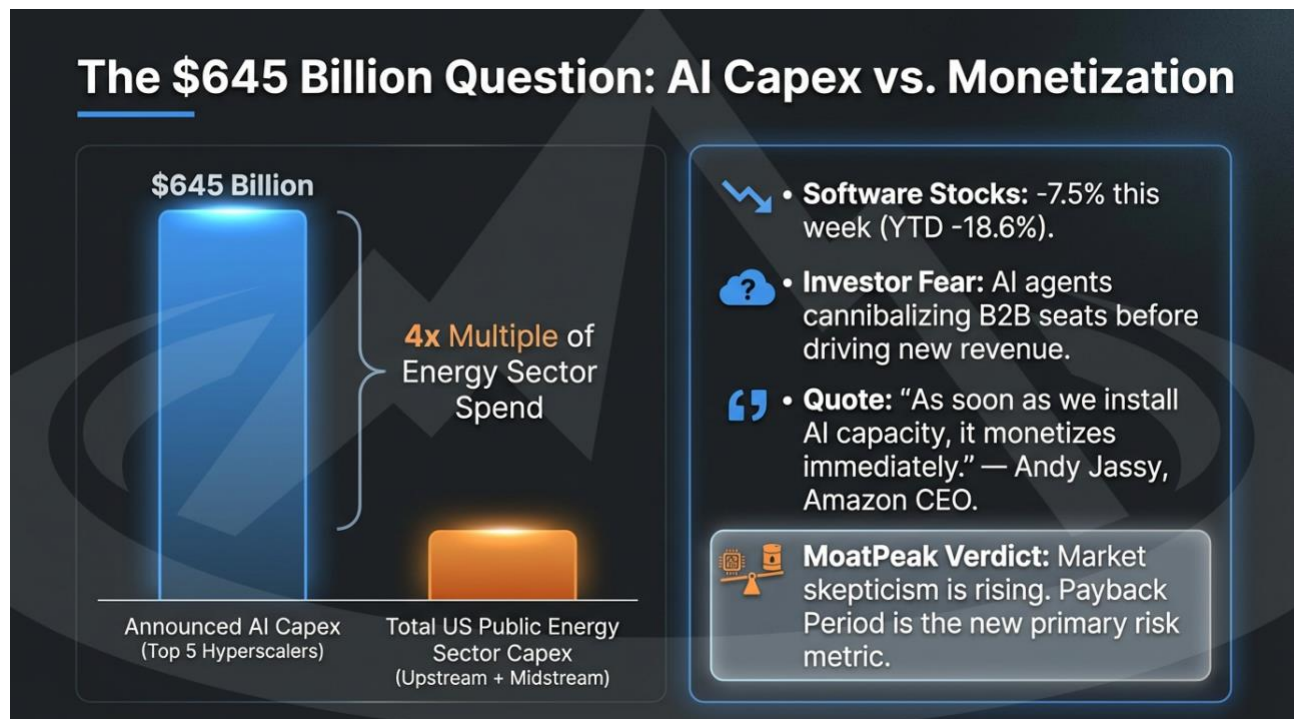 The $645 Billion Question: AI Capex vs. Monetization
$645 Billion
4x Multiple of
Energy Sector
Spend
Announced AI Capex
(Top 5 Hyperscalers)
Total US Public Energy
Sector Capex
(Upstream + Midstream)
• Software Stocks: -7.5% this
week (YTD -18.6%).
?
• Investor Fear: AI agents
cannibalizing B2B seats before
driving new revenue.
• Quote: “As soon as we install
AI capacity, it monetizes
immediately.” — Andy Jassy,
Amazon CEO.
MoatPeak Verdict: Market
skepticism is rising. Payback
Period is the new primary risk
metric.